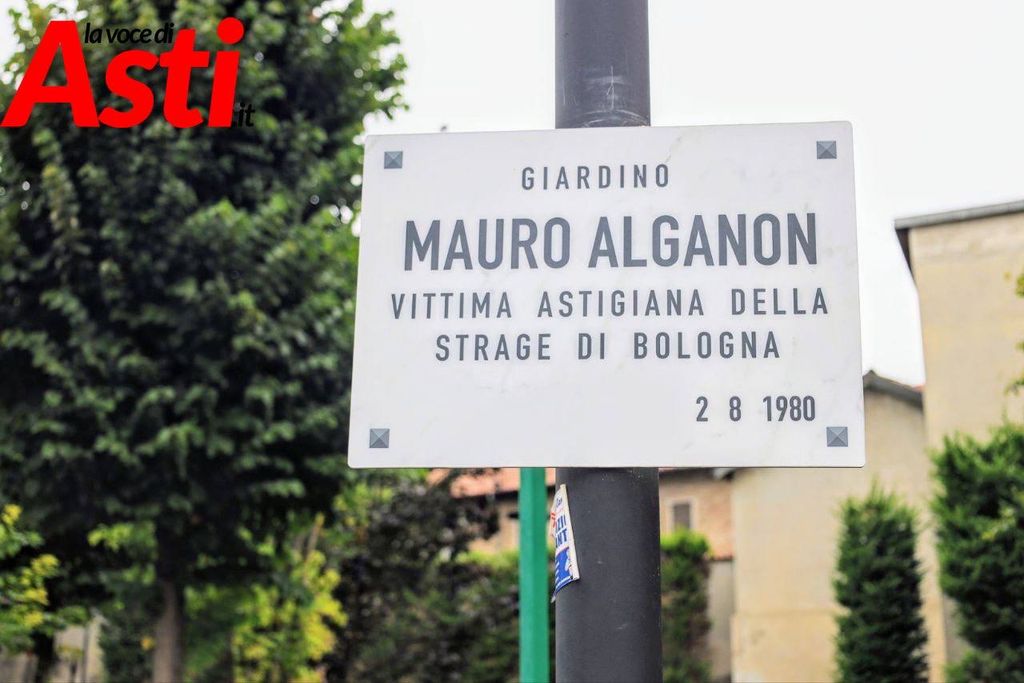 la voce di
Asti
.it
GIARDINO
MAURO ALGANON
VITTIMA ASTIGIANA DELLA
STRAGE DI BOLOGNA
2 8 1980